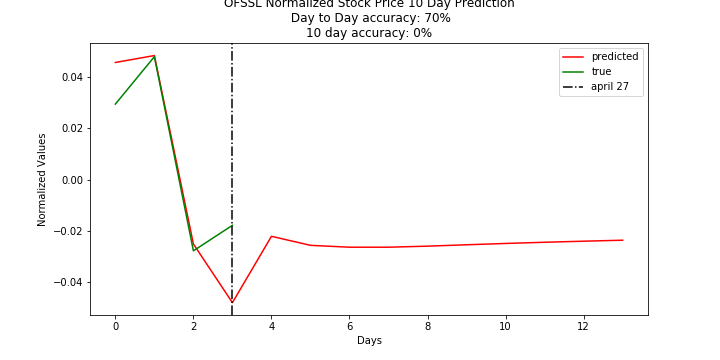 OFSSL Normalized Stock Price 10 Day Prediction
Day to Day accuracy: 70%
10 day accuracy: 0%
predicted
true
april 27
Normalized Values
0.04
0.02
0.00
−0.02
−0.04
0 2 4 6 8 10 12
Days